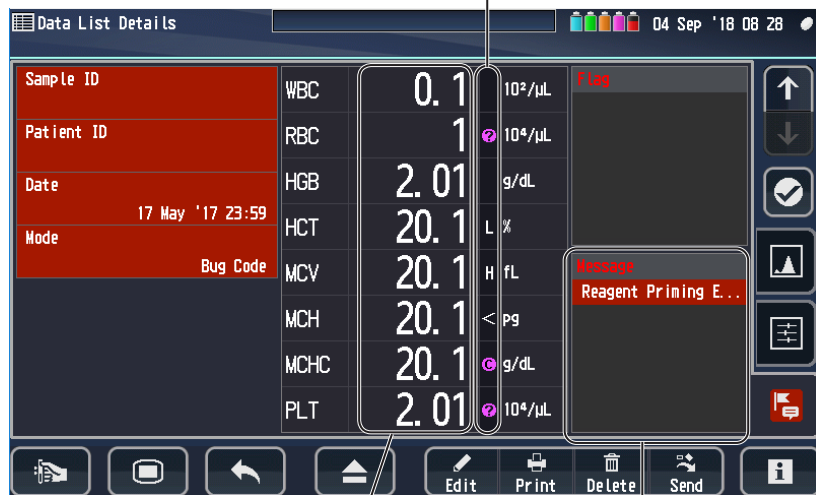 Data List Details
04 Sep '18 08 28
Sample ID
Patient ID
Date
17 May '17 23:59
Mode
Bug Code
WBC 0.1 10²/µL
RBC 1 ? 10⁴/µL
HGB 2.01 g/dL
HCT 20.1 L %
MCV 20.1 H fL
MCH 20.1 < pg
MCHC 20.1 C g/dL
PLT 2.01 ? 10⁴/µL
Flag
Message
Reagent Priming E...
Edit
Print
Delete
Send
i